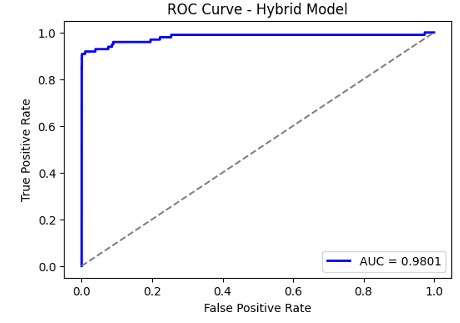 ROC Curve - Hybrid Model
True Positive Rate
1.0
0.8
0.6
0.4
0.2
0.0
AUC = 0.9801
0.0 0.2 0.4 0.6 0.8 1.0
False Positive Rate